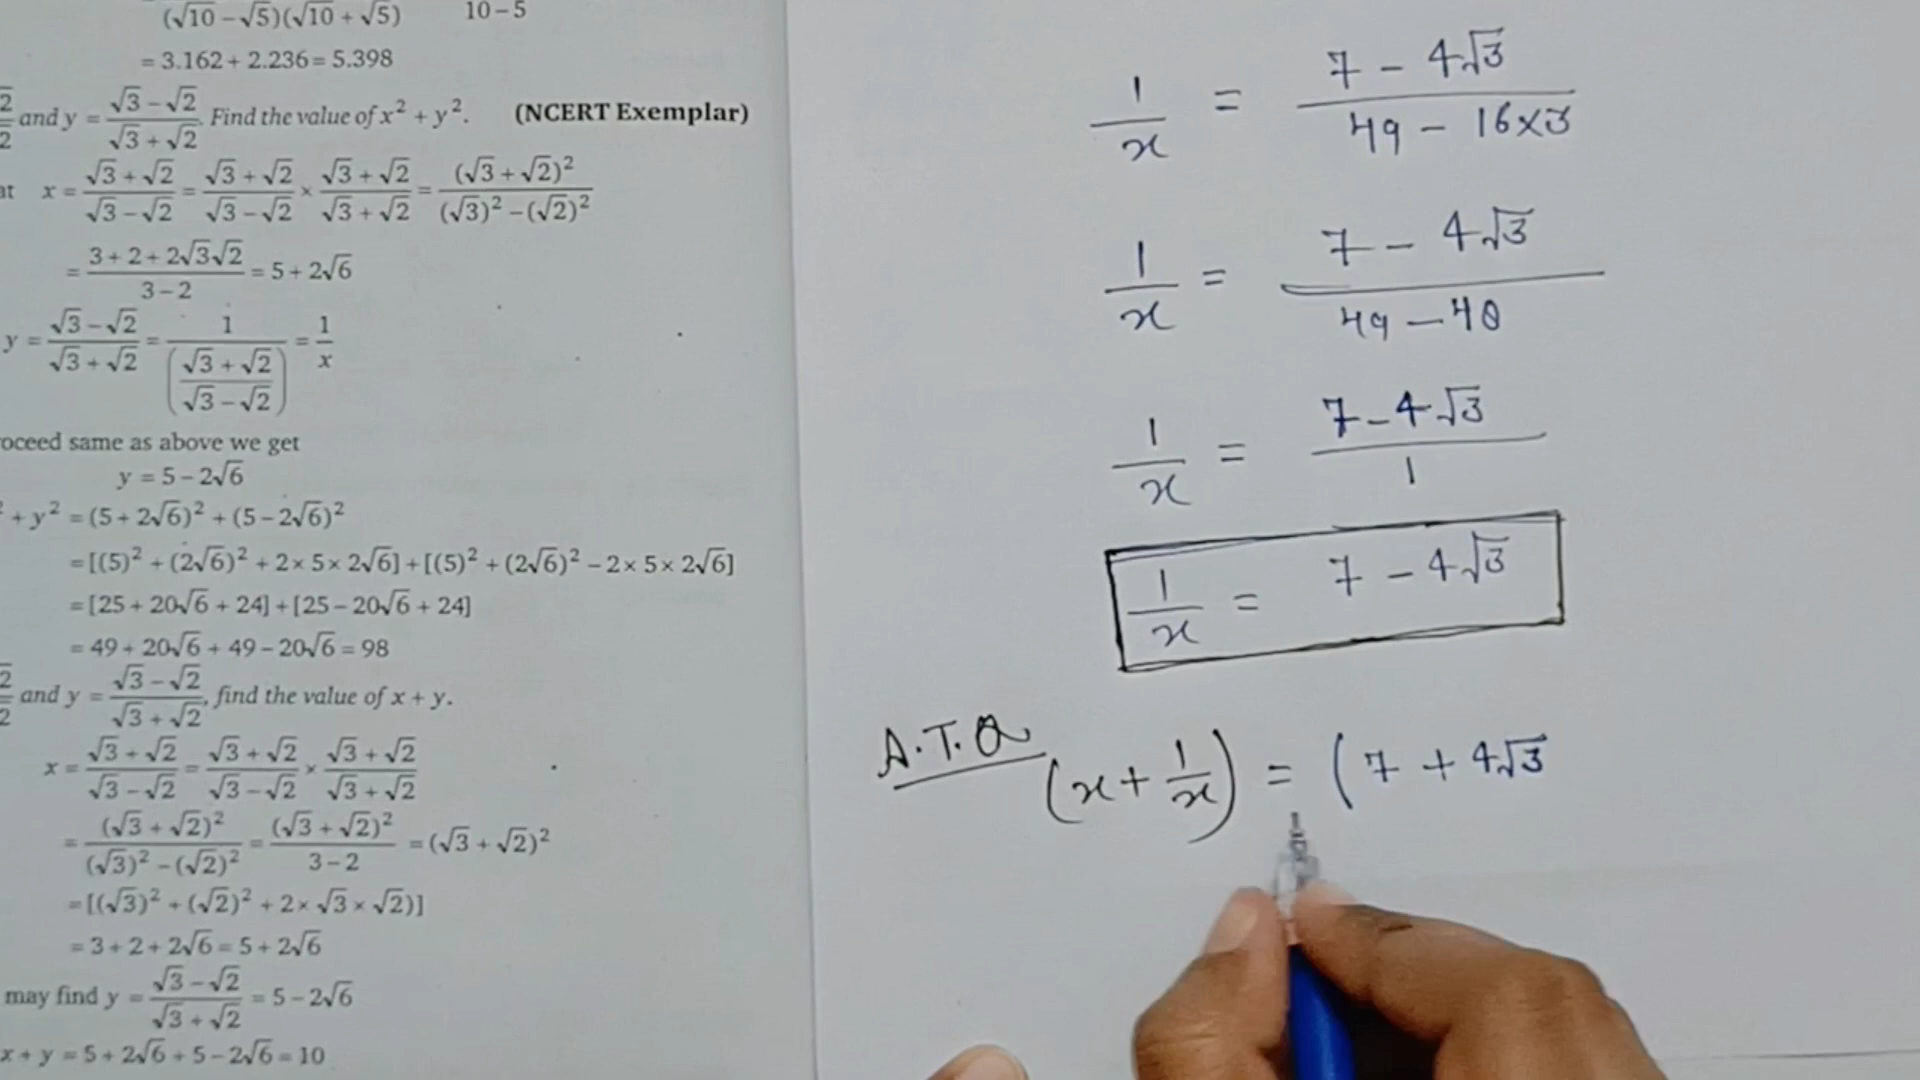 (√10 − √5)(√10 + √5) 10 − 5
= 3.162 + 2.236 = 5.398
2/2 and y = (√3 − √2)/(√3 + √2). Find the value of x² + y². (NCERT Exemplar)
at x = (√3 + √2)/(√3 − √2) = (√3 + √2)/(√3 − √2) × (√3 + √2)/(√3 + √2) = (√3 + √2)²/((√3)² − (√2)²)
= (3 + 2 + 2√3√2)/(3 − 2) = 5 + 2√6
y = (√3 − √2)/(√3 + √2) = 1/((√3 + √2)/(√3 − √2)) = 1/x
oceed same as above we get
y = 5 − 2√6
² + y² = (5 + 2√6)² + (5 − 2√6)²
= [(5)² + (2√6)² + 2 × 5 × 2√6] + [(5)² + (2√6)² − 2 × 5 × 2√6]
= [25 + 20√6 + 24] + [25 − 20√6 + 24]
= 49 + 20√6 + 49 − 20√6 = 98
2/2 and y = (√3 − √2)/(√3 + √2), find the value of x + y.
x = (√3 + √2)/(√3 − √2) = (√3 + √2)/(√3 − √2) × (√3 + √2)/(√3 + √2)
= (√3 + √2)²/((√3)² − (√2)²) = (√3 + √2)²/(3 − 2) = (√3 + √2)²
= [(√3)² + (√2)² + 2 × √3 × √2)]
= 3 + 2 + 2√6 = 5 + 2√6
may find y = (√3 − √2)/(√3 + √2) = 5 − 2√6
x + y = 5 + 2√6 + 5 − 2√6 = 10
1/x = (7 − 4√3)/(49 − 16×3)
1/x = (7 − 4√3)/(49 − 48)
1/x = (7 − 4√3)/1
1/x = 7 − 4√3
A.T.Q (x + 1/x) = (7 + 4√3